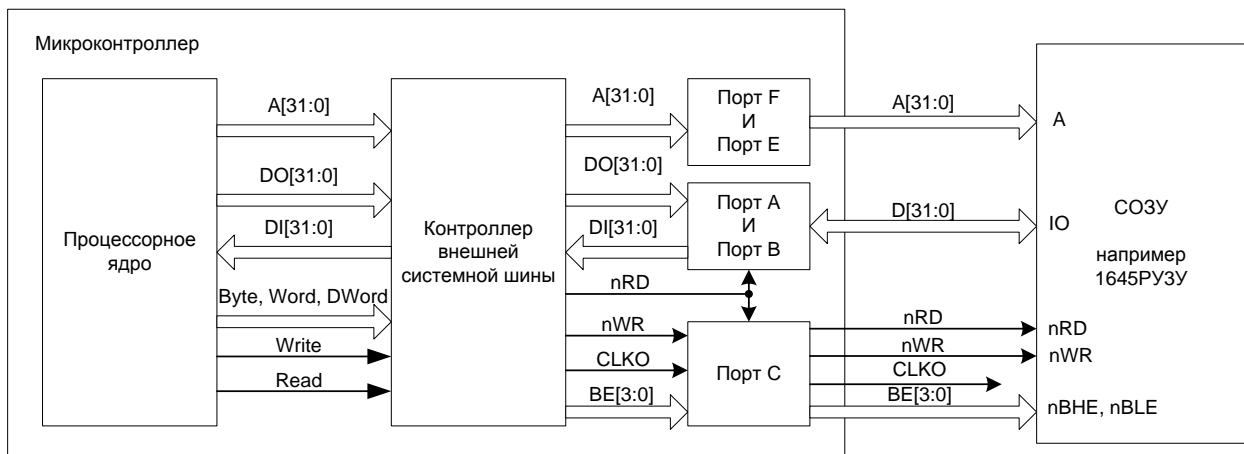 Микроконтроллер
Процессорное
ядро
A[31:0]
DO[31:0]
DI[31:0]
Byte, Word, DWord
Write
Read
Контроллер
внешней
системной шины
A[31:0]
DO[31:0]
DI[31:0]
nRD
nWR
CLKO
BE[3:0]
Порт F
И
Порт E
Порт A
И
Порт B
Порт C
A[31:0]
D[31:0]
nRD
nWR
CLKO
BE[3:0]
A
IO
СОЗУ
например
1645РУ3У
nRD
nWR
nBHE, nBLE